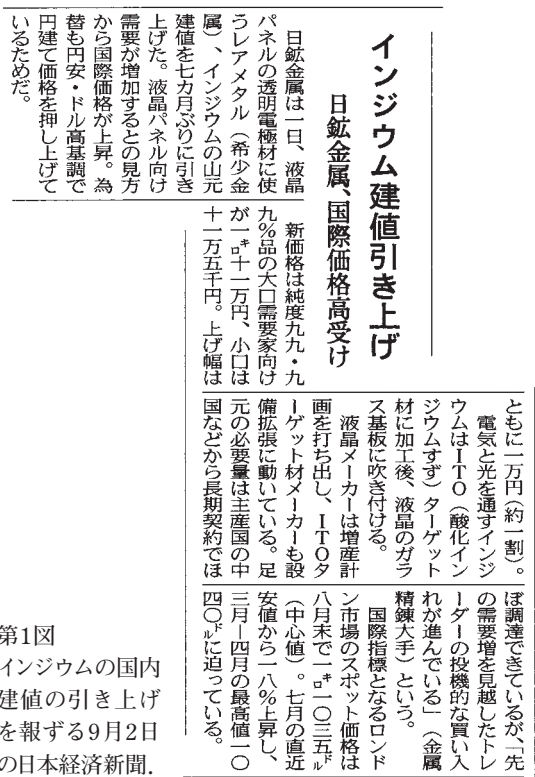 インジウム建値引き上げ
日鉱金属、国際価格高受け
日鉱金属は一日、液晶
パネルの透明電極材に使
うレアメタル（希少金
属）、インジウムの山元
建値を七カ月ぶりに引き
上げた。液晶パネル向け
需要が増加するとの見方
から国際価格が上昇。為
替も円安・ドル高基調で
円建て価格を押し上げて
いるためだ。
新価格は純度九九・九
九％品の大口需要家向け
が一㌔十一万円、小口は
十一万五千円。上げ幅は
ともに一万円（約一割）。
電気と光を通すインジ
ウムはＩＴＯ（酸化イン
ジウムすず）ターゲット
材に加工後、液晶のガラ
ス基板に吹き付ける。
液晶メーカーは増産計
画を打ち出し、ＩＴＯタ
ーゲット材メーカーも設
備拡張に動いている。足
元の必要量は主産国の中
国などから長期契約でほ
ぼ調達できているが、「先
の需要増を見越したトレ
ーダーの投機的な買い入
れが進んでいる」（金属
精錬大手）という。
国際指標となるロンド
ン市場のスポット価格は
八月末で一㌔一〇三五㌦
（中心値）。七月の直近
安値から一八％上昇し、
三月－四月の最高値一〇
四〇㌦に迫っている。
第1図
インジウムの国内
建値の引き上げ
を報ずる9月2日
の日本経済新聞．